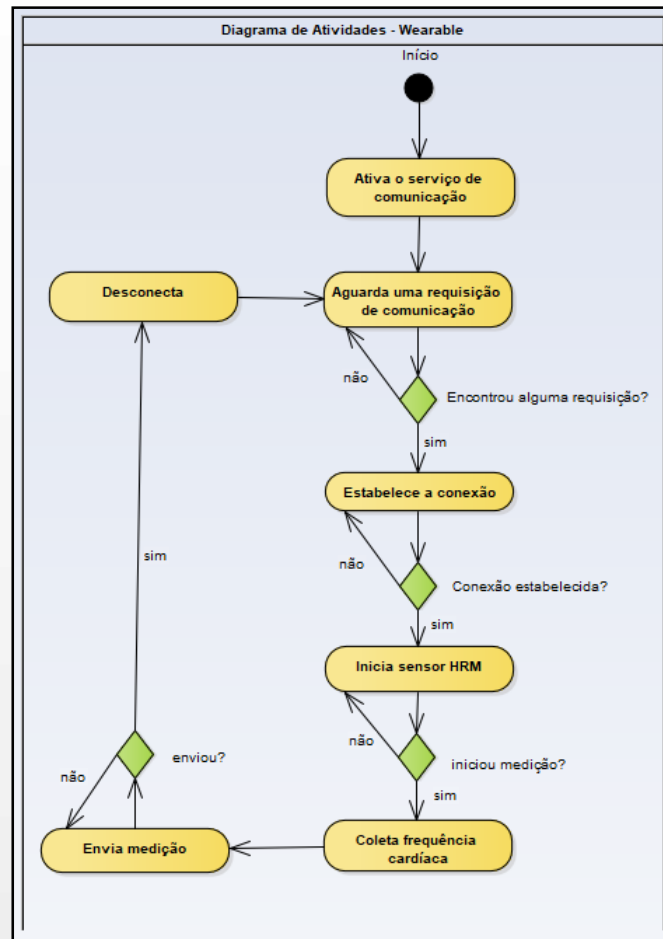 Diagrama de Atividades - Wearable
Início
Ativa o serviço de
comunicação
Desconecta
Aguarda uma requisição
de comunicação
não
Encontrou alguma requisição?
sim
Estabelece a conexão
sim
não
Conexão estabelecida?
sim
Inicia sensor HRM
não
enviou?
iniciou medição?
não
sim
Envia medição
Coleta frequência
cardíaca